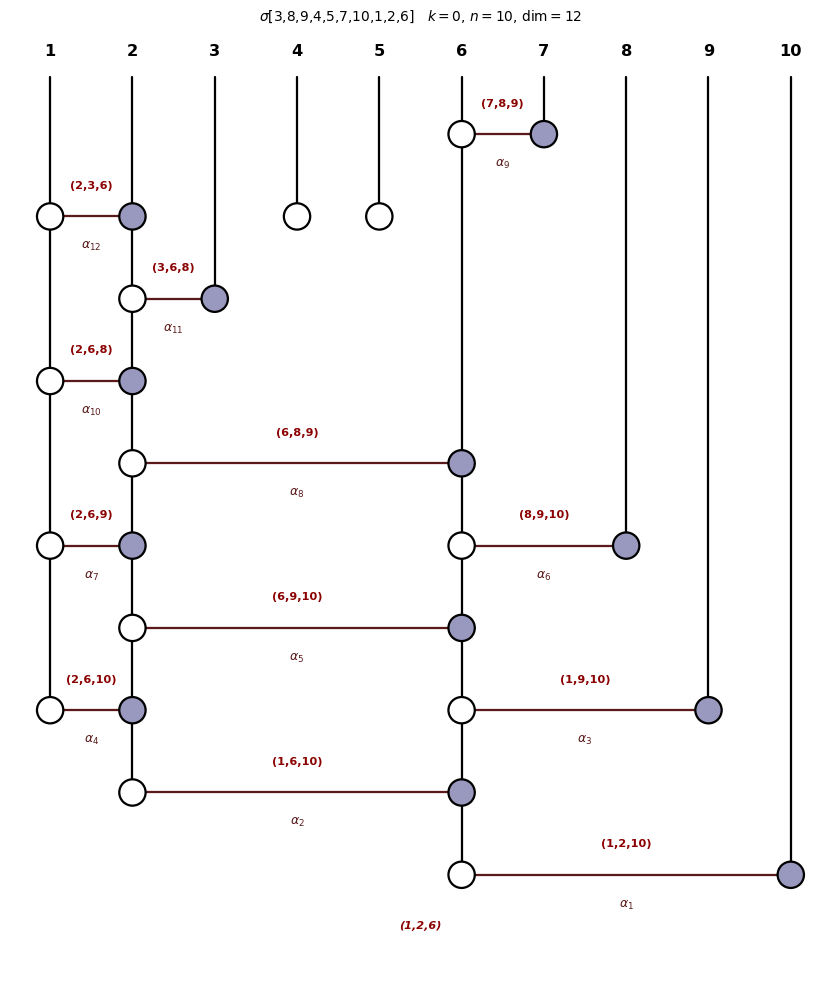 σ[3,8,9,4,5,7,10,1,2,6] k=0, n=10, dim=12
1 2 3 4 5 6 7 8 9 10
(7,8,9)
α₉
(2,3,6)
α₁₂
(3,6,8)
α₁₁
(2,6,8)
α₁₀
(6,8,9)
α₈
(2,6,9) (8,9,10)
α₇ α₆
(6,9,10)
α₅
(2,6,10) (1,9,10)
α₄ α₃
(1,6,10)
α₂
(1,2,10)
α₁
(1,2,6)